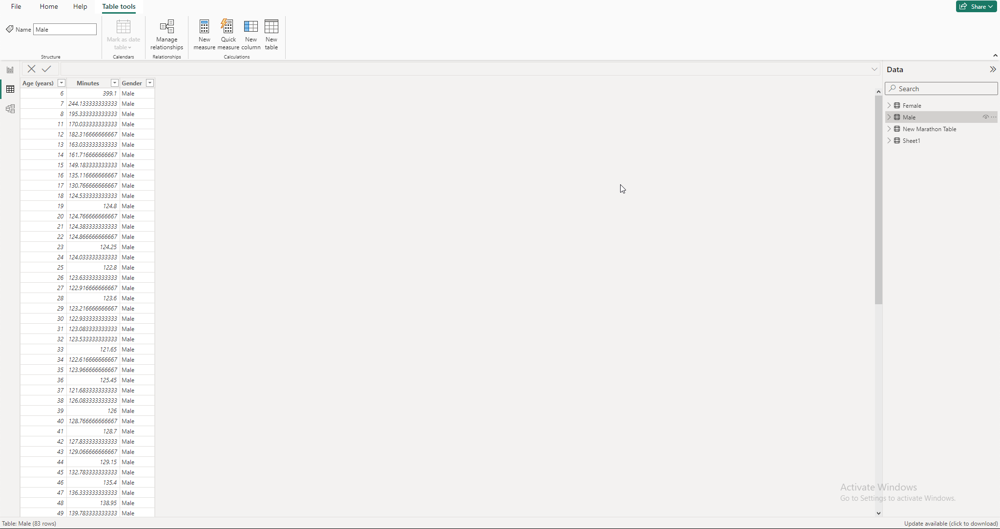 File Home Help Table tools Share
Name Male
Mark as date table
Manage relationships
New measure
Quick measure
New column
New table
Structure Calendars Relationships Calculations
Data
Search
Female
Male
New Marathon Table
Sheet1
Age (years) Minutes Gender
6 399.1 Male
7 244.133333333333 Male
8 195.333333333333 Male
11 170.033333333333 Male
12 182.316666666667 Male
13 163.033333333333 Male
14 161.716666666667 Male
15 149.183333333333 Male
16 135.116666666667 Male
17 130.766666666667 Male
18 124.533333333333 Male
19 124.8 Male
20 124.766666666667 Male
21 124.383333333333 Male
22 124.866666666667 Male
23 124.25 Male
24 124.033333333333 Male
25 122.8 Male
26 123.633333333333 Male
27 122.916666666667 Male
28 123.6 Male
29 123.216666666667 Male
30 122.933333333333 Male
31 123.083333333333 Male
32 123.533333333333 Male
33 121.65 Male
34 122.616666666667 Male
35 123.966666666667 Male
36 125.45 Male
37 121.683333333333 Male
38 126.083333333333 Male
39 126 Male
40 128.766666666667 Male
41 128.7 Male
42 127.833333333333 Male
43 129.066666666667 Male
44 129.15 Male
45 132.783333333333 Male
46 135.4 Male
47 136.333333333333 Male
48 138.95 Male
49 139.783333333333 Male
Activate Windows
Go to Settings to activate Windows.
Table: Male (83 rows)
Update available (click to download)